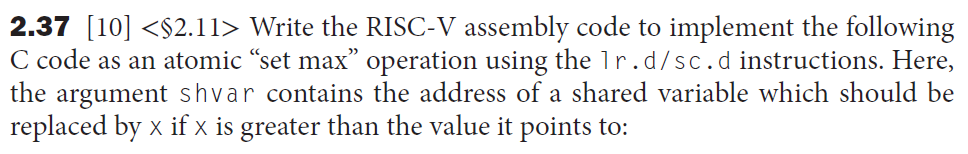 2.37 [10] <§2.11> Write the RISC-V assembly code to implement the following
C code as an atomic “set max” operation using the lr.d/sc.d instructions. Here,
the argument shvar contains the address of a shared variable which should be
replaced by x if x is greater than the value it points to: